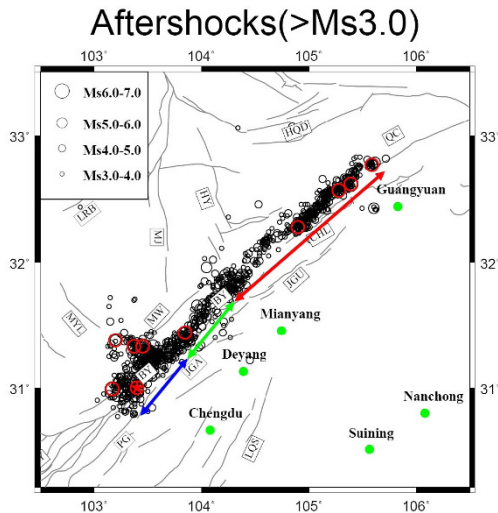 Aftershocks(>Ms3.0)
103° 104° 105° 106°
Ms6.0-7.0
Ms5.0-6.0
Ms4.0-5.0
Ms3.0-4.0
33° 33°
HQD
QC
Guangyuan
LRB
HY
MJ
CHL
32° 32°
JGU
BY
Mianyang
MYL
MW
Deyang
JGA
BY
31° 31°
Nanchong
Chengdu
PG
LQS
Suining
103° 104° 105° 106°